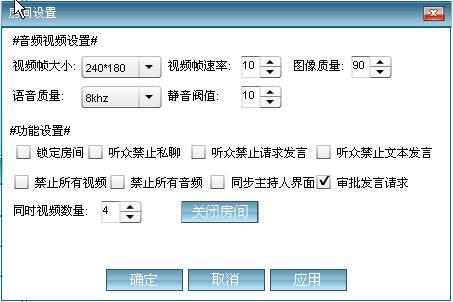 房间设置
#音频视频设置#
视频帧大小: 240*180 视频帧速率: 10 图像质量: 90
语音质量: 8khz 静音阀值: 10
#功能设置#
锁定房间 听众禁止私聊 听众禁止请求发言 听众禁止文本发言
禁止所有视频 禁止所有音频 同步主持人界面 审批发言请求
同时视频数量: 4 关闭房间
确定 取消 应用